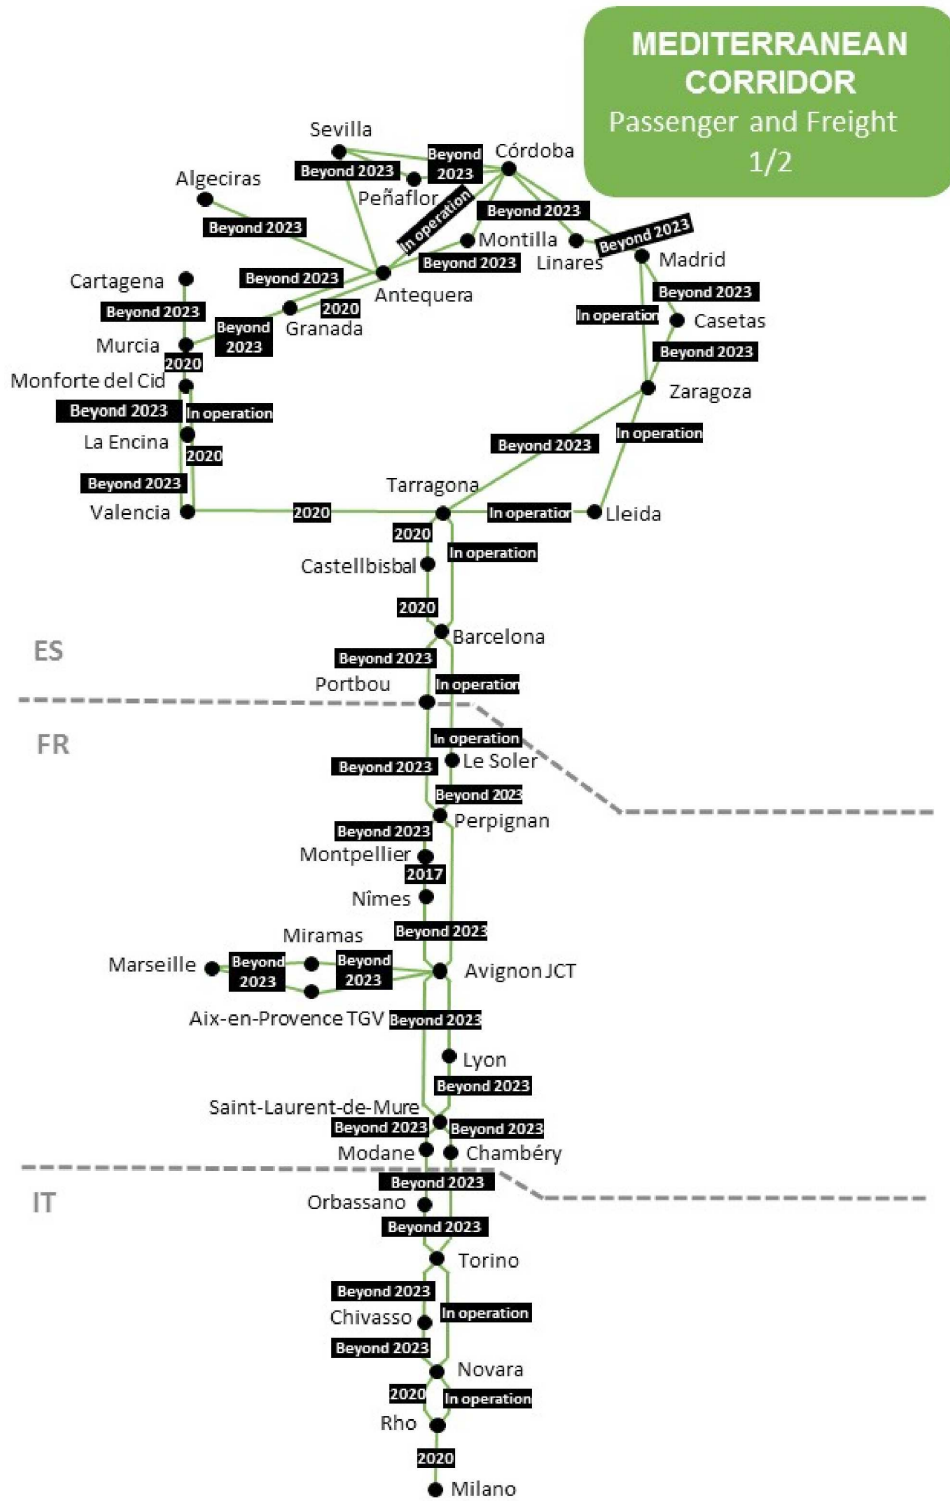 MEDITERRANEAN
CORRIDOR
Passenger and Freight
1/2
Sevilla
Córdoba
Beyond
2023
Beyond 2023
Algeciras
Peñaflor
In operation
Beyond 2023
Beyond 2023
Beyond 2023
Montilla
Linares
Madrid
Beyond 2023
Cartagena
Beyond 2023
Antequera
Beyond 2023
Beyond 2023
2020
In operation
Casetas
Granada
Beyond
2023
Murcia
Beyond 2023
2020
Monforte del Cid
Zaragoza
Beyond 2023
In operation
La Encina
In operation
Beyond 2023
2020
Beyond 2023
Tarragona
Valencia
2020
In operation
Lleida
2020
In operation
Castellbisbal
2020
Barcelona
ES
Beyond 2023
Portbou
In operation
FR
In operation
Le Soler
Beyond 2023
Beyond 2023
Perpignan
Beyond 2023
Montpellier
2017
Nîmes
Beyond 2023
Miramas
Marseille
Beyond
2023
Beyond
2023
Avignon JCT
Aix-en-Provence TGV
Beyond 2023
Lyon
Beyond 2023
Saint-Laurent-de-Mure
Beyond 2023
Beyond 2023
Modane
Chambéry
Beyond 2023
IT
Orbassano
Beyond 2023
Torino
Beyond 2023
In operation
Chivasso
Beyond 2023
Novara
2020
In operation
Rho
2020
Milano